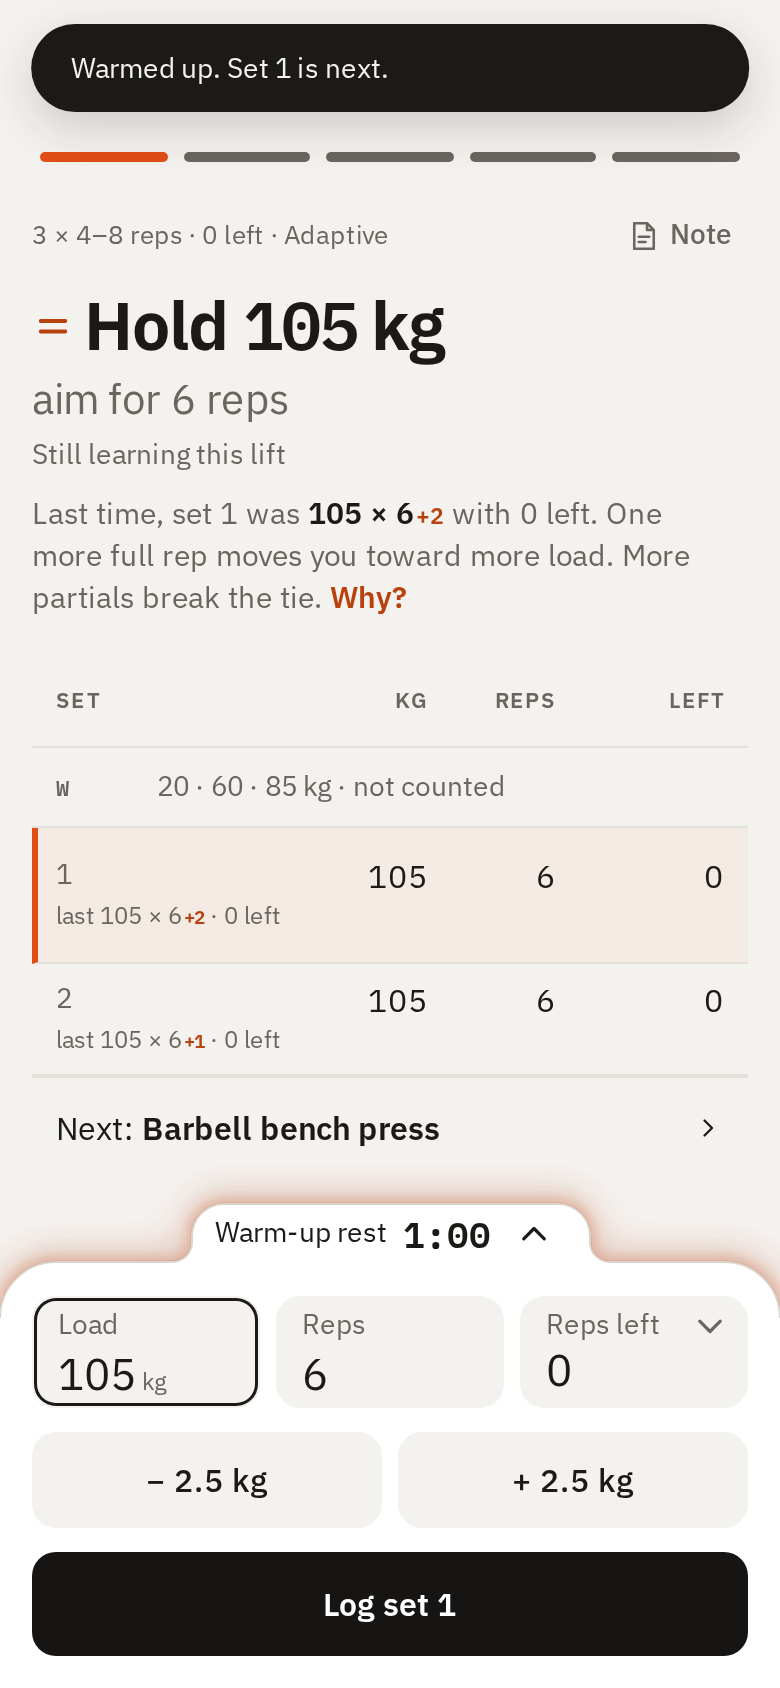 Warmed up. Set 1 is next.
3 × 4–8 reps · 0 left · Adaptive
Note
= Hold 105 kg
aim for 6 reps
Still learning this lift
Last time, set 1 was 105 × 6+2 with 0 left. One
more full rep moves you toward more load. More
partials break the tie. Why?
SET KG REPS LEFT
W 20 · 60 · 85 kg · not counted
1 105 6 0
last 105 × 6+2 · 0 left
2 105 6 0
last 105 × 6+1 · 0 left
Next: Barbell bench press
Warm-up rest 1:00
Load Reps Reps left
105 kg 6 0
– 2.5 kg + 2.5 kg
Log set 1